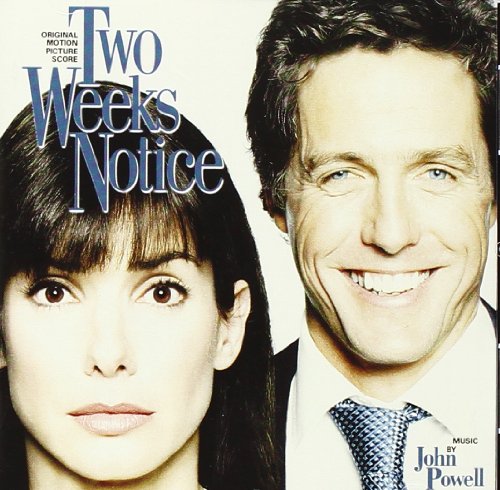 ORIGINAL
MOTION
PICTURE
SCORE
Two
Weeks
Notice
MUSIC
BY
John
Powell